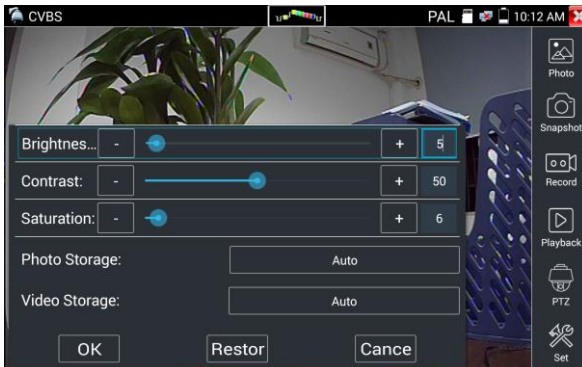 CVBS PAL 10:12 AM
Photo
Snapshot
Brightnes... - + 5
Record
Contrast: - + 50
Saturation: - + 6
Playback
Photo Storage: Auto
PTZ
Video Storage: Auto
OK Restor Cance
Set